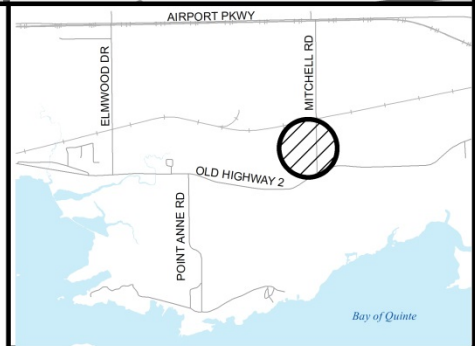 AIRPORT PKWY
ELMWOOD DR
MITCHELL RD
OLD HIGHWAY 2
POINT ANNE RD
Bay of Quinte